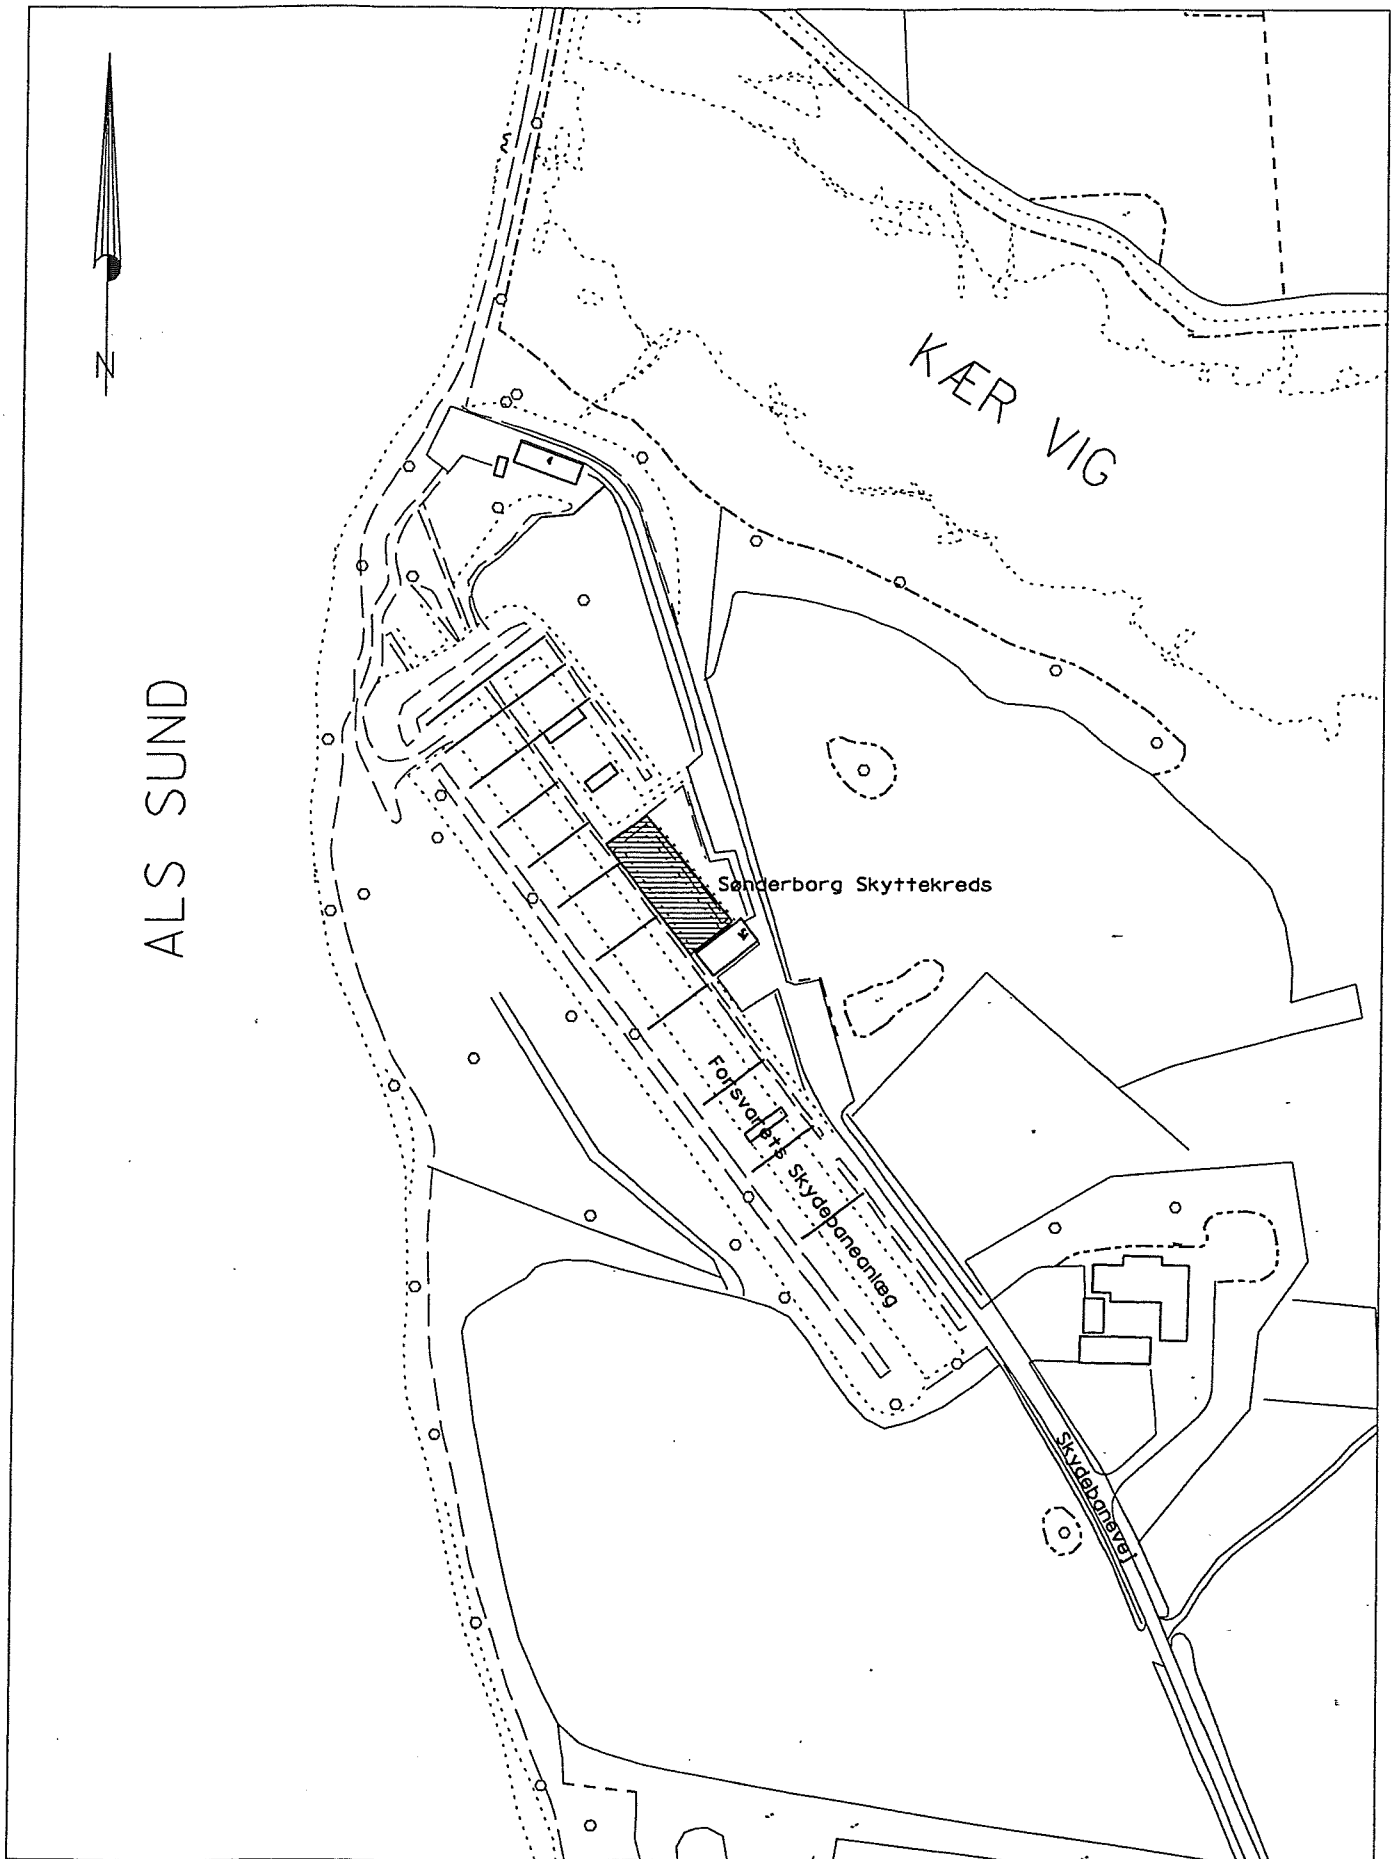 N
KÆR VIG
ALS SUND
Sønderborg Skyttekreds
Forsvarets Skydebaneanlæg
Skydebanevej